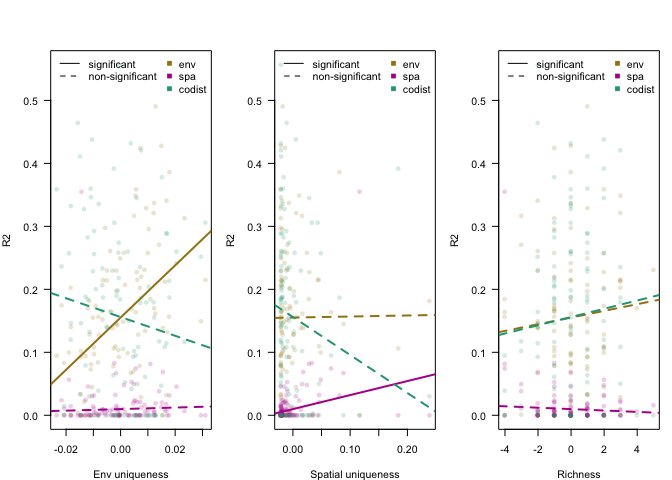 significant env
non-significant spa
codist
0.5
0.4
0.3
0.2
0.1
0.0
R2
-0.02 0.00 0.02
Env uniqueness
significant env
non-significant spa
codist
0.5
0.4
0.3
0.2
0.1
0.0
R2
0.00 0.10 0.20
Spatial uniqueness
significant env
non-significant spa
codist
0.5
0.4
0.3
0.2
0.1
0.0
R2
-4 -2 0 2 4
Richness